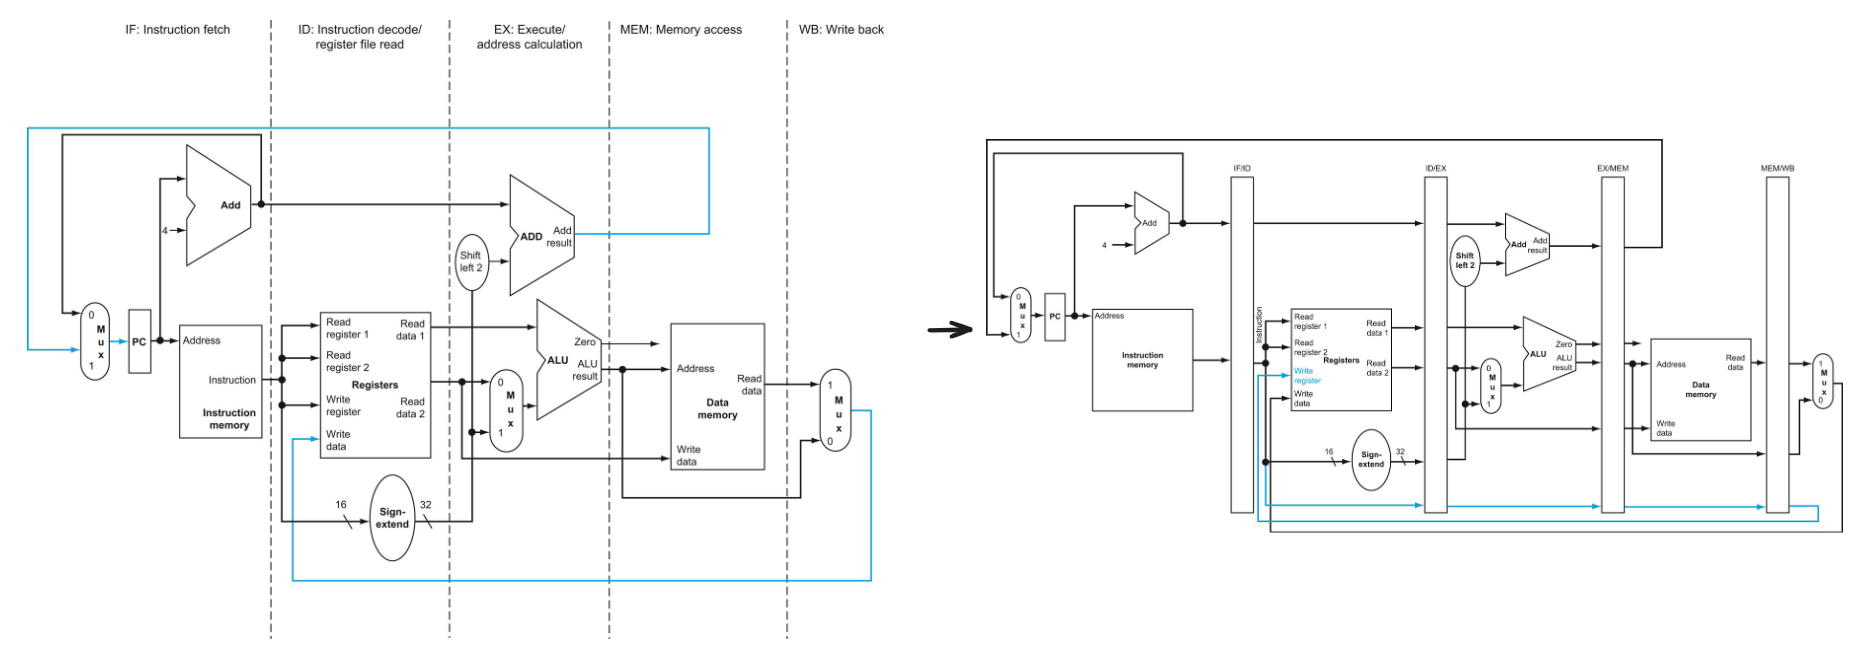 IF: Instruction fetch
ID: Instruction decode/
register file read
EX: Execute/
address calculation
MEM: Memory access
WB: Write back
Add
4
ADD
Add
result
Shift
left 2
0
M
u
x
1
PC
Address
Instruction
Instruction
memory
Read
register 1
Read
register 2
Registers
Write
register
Write
data
Read
data 1
Read
data 2
16
Sign-
extend
32
0
M
u
x
1
Zero
ALU
ALU
result
Address
Read
data
Data
memory
Write
data
1
M
u
x
0
IF/ID
ID/EX
EX/MEM
MEM/WB
Add
4
Add
Add
result
Shift
left 2
0
M
u
x
1
PC
Address
Instruction
memory
Instruction
Read
register 1
Read
register 2
Registers
Write
register
Write
data
Read
data 1
Read
data 2
16
Sign-
extend
32
0
M
u
x
1
Zero
ALU
ALU
result
Address
Read
data
Data
memory
Write
data
1
M
u
x
0